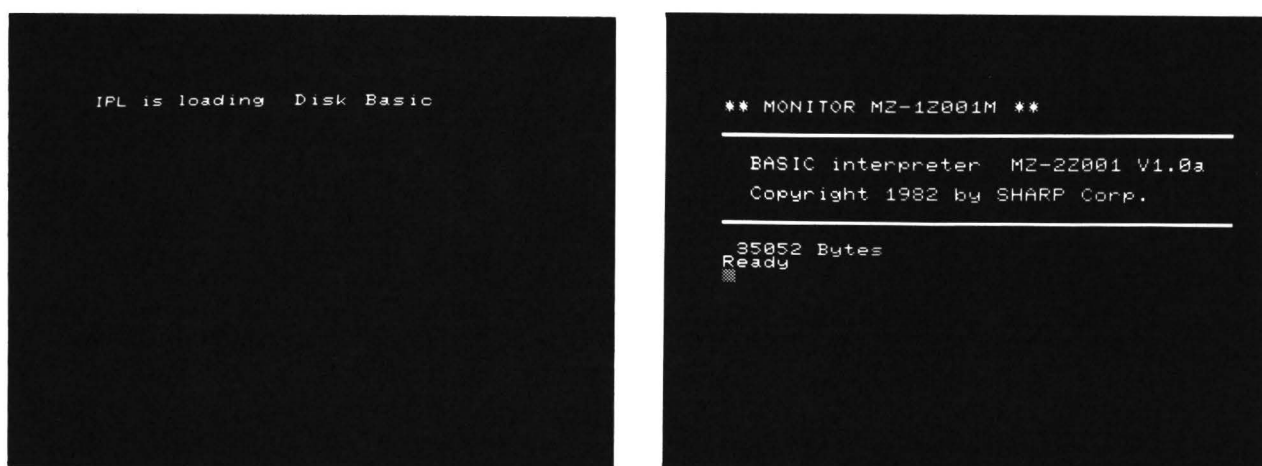 IPL is loading  Disk Basic
** MONITOR MZ-1Z001M **
BASIC interpreter  MZ-2Z001 V1.0a
Copyright 1982 by SHARP Corp.
35052 Bytes
Ready